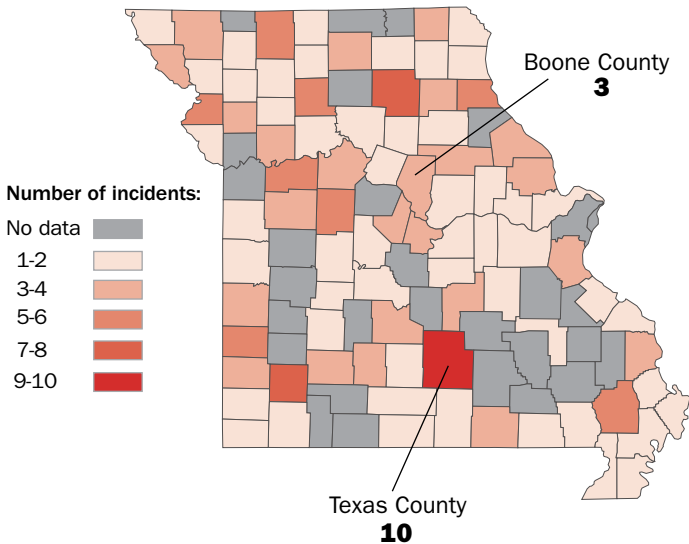 Boone County
3
Number of incidents:
No data
1-2
3-4
5-6
7-8
9-10
Texas County
10